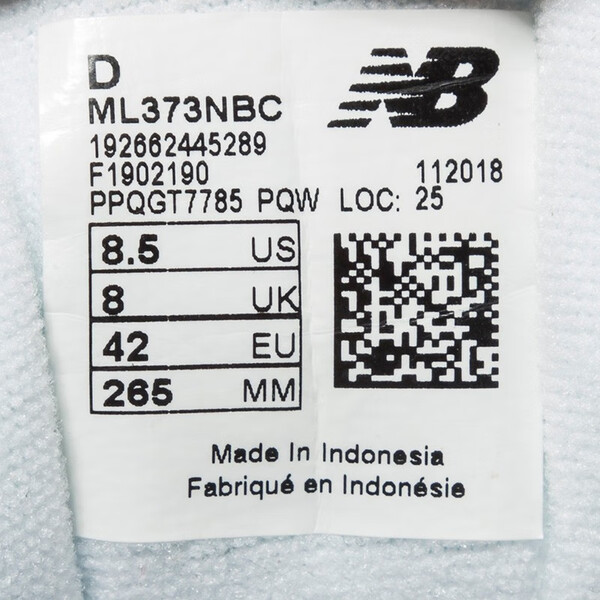 D
NB
ML373NBC
192662445289
F1902190 112018
PPQGT7785 PQW LOC: 25
8.5 US
8 UK
42 EU
265 MM
Made In Indonesia
Fabriqué en Indonésie